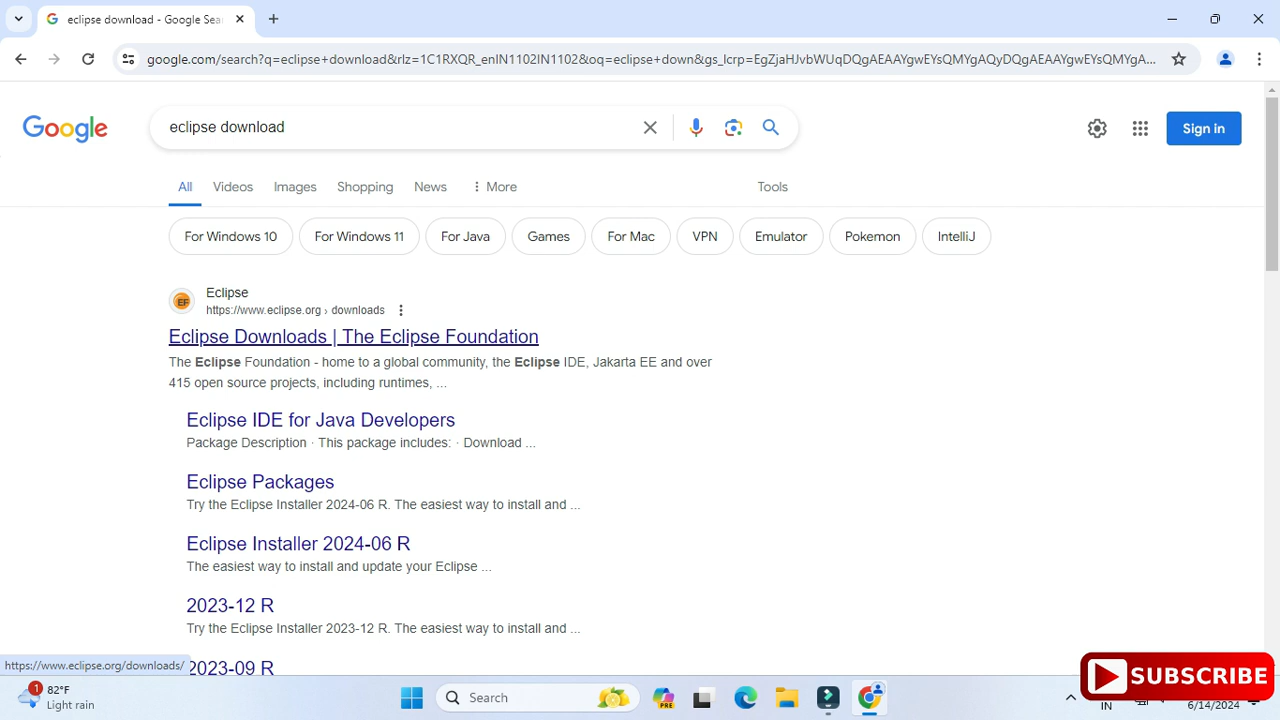 eclipse download - Google Sea
google.com/search?q=eclipse+download&rlz=1C1RXQR_enIN1102IN1102&oq=eclipse+down&gs_lcrp=EgZjaHJvbWUqDQgAEAAYgwEYsQMYgAQyDQgAEAAYgwEYsQMYgA...
Google
eclipse download
Sign in
All Videos Images Shopping News More Tools
For Windows 10 For Windows 11 For Java Games For Mac VPN Emulator Pokemon IntelliJ
EF
Eclipse
https://www.eclipse.org › downloads
Eclipse Downloads | The Eclipse Foundation
The Eclipse Foundation - home to a global community, the Eclipse IDE, Jakarta EE and over
415 open source projects, including runtimes, ...
Eclipse IDE for Java Developers
Package Description · This package includes: · Download ...
Eclipse Packages
Try the Eclipse Installer 2024-06 R. The easiest way to install and ...
Eclipse Installer 2024-06 R
The easiest way to install and update your Eclipse ...
2023-12 R
Try the Eclipse Installer 2023-12 R. The easiest way to install and ...
https://www.eclipse.org/downloads/
2023-09 R
SUBSCRIBE
1
82°F
Light rain
Search
PRE
IN
6/14/2024